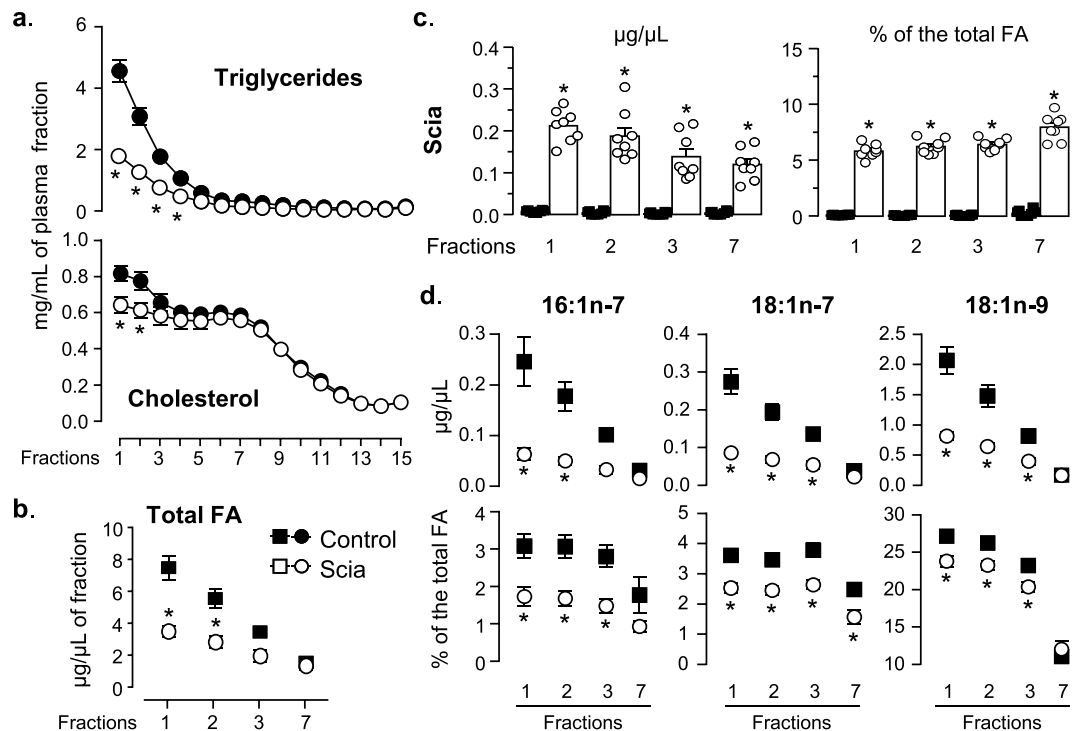 a.
6
4
2
0
Triglycerides
1.0
0.8
0.6
0.4
0.2
0.0
Cholesterol
mg/mL of plasma fraction
Fractions
1 3 5 7 9 11 13 15
* * * *
* *
b.
Total FA
10
8
6
4
2
0
µg/µL of fraction
Control
Scia
* *
Fractions 1 2 3 7
c.
µg/µL
% of the total FA
Scia
0.4
0.3
0.2
0.1
0.0
* * * *
15
10
5
0
* * * *
Fractions 1 2 3 7
1 2 3 7
d.
16:1n-7
18:1n-7
18:1n-9
µg/µL
0.3
0.2
0.1
0.0
* *
0.4
0.3
0.2
0.1
0.0
* * *
2.5
2.0
1.5
1.0
0.5
0.0
* * *
% of the total FA
4
3
2
1
0
* * *
5
4
3
2
1
0
* * * *
30
25
20
15
10
* * *
1 2 3 7
1 2 3 7
1 2 3 7
Fractions
Fractions
Fractions